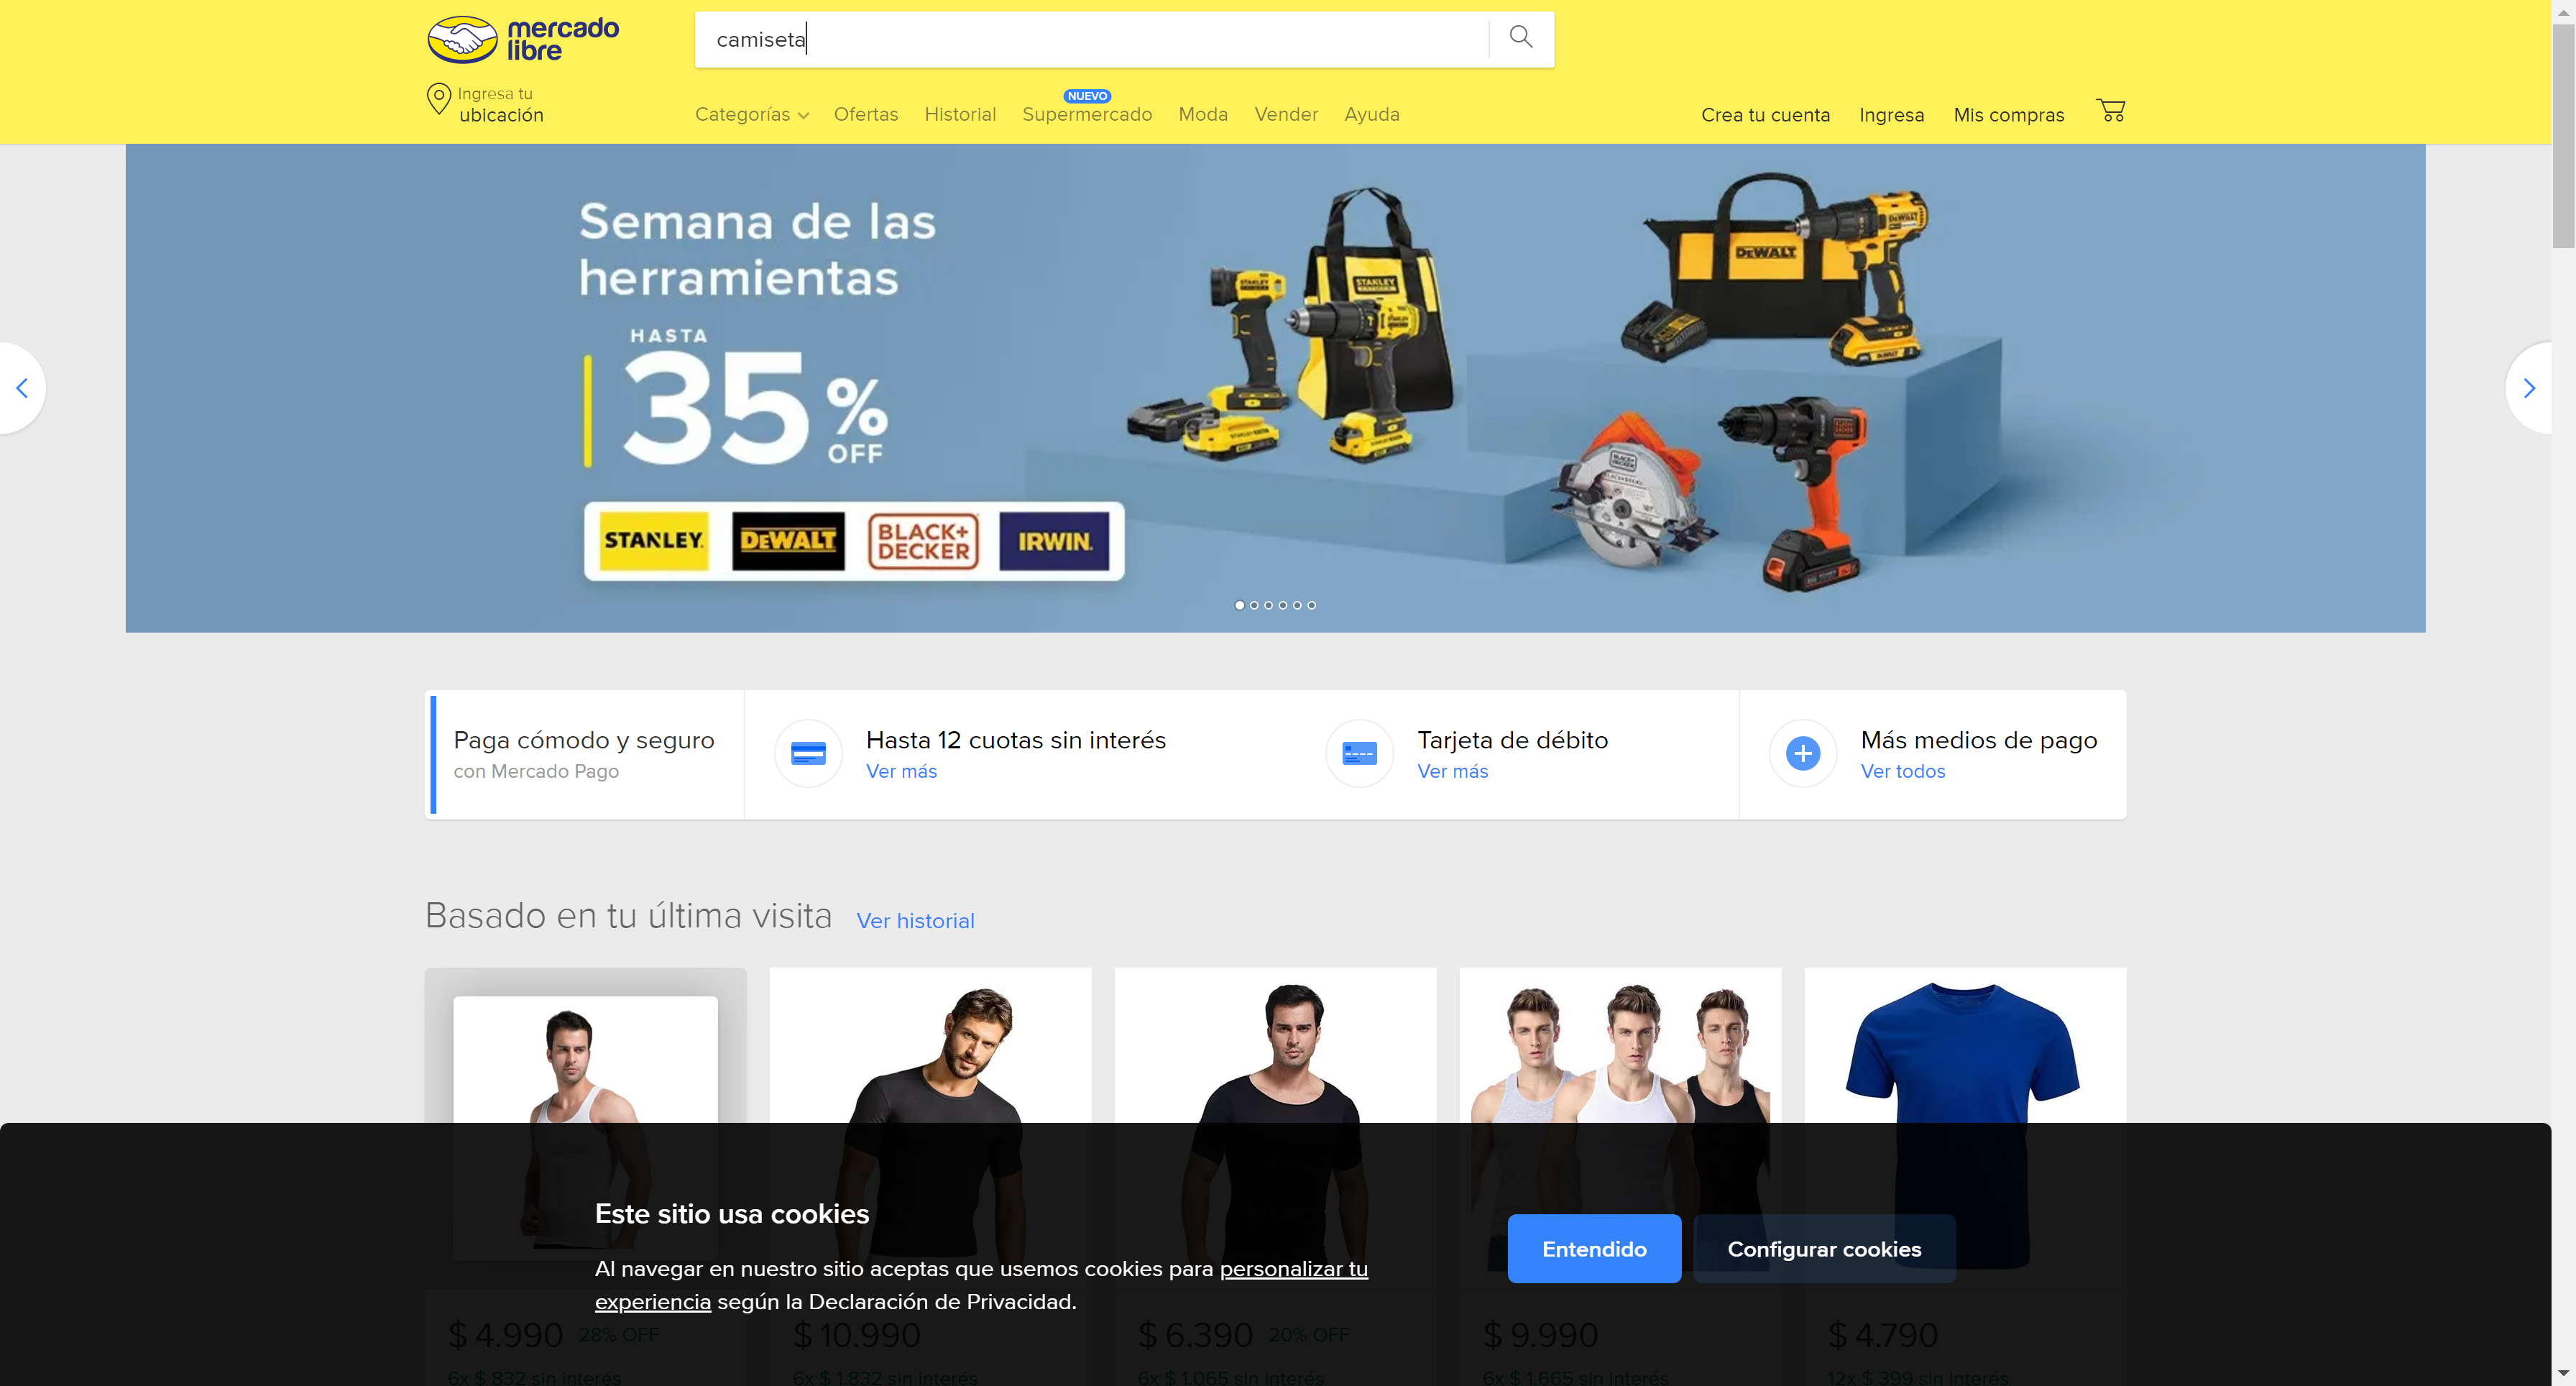 mercado
libre
camiseta
Ingresa tu
ubicación
Categorías
Ofertas
Historial
NUEVO
Supermercado
Moda
Vender
Ayuda
Crea tu cuenta
Ingresa
Mis compras
Semana de las
herramientas
HASTA
35%
OFF
STANLEY
DEWALT
BLACK+
DECKER
IRWIN
STANLEY
DEWALT
Paga cómodo y seguro
con Mercado Pago
Hasta 12 cuotas sin interés
Ver más
Tarjeta de débito
Ver más
Más medios de pago
Ver todos
Basado en tu última visita
Ver historial
Este sitio usa cookies
Al navegar en nuestro sitio aceptas que usemos cookies para personalizar tu
experiencia según la Declaración de Privacidad.
Entendido
Configurar cookies
$ 4.990 28% OFF
6x $ 832 sin interés
$ 10.990
6x $ 1.832 sin interés
$ 6.390 20% OFF
6x $ 1.065 sin interés
$ 9.990
6x $ 1.665 sin interés
$ 4.790
12x $ 399 sin interés